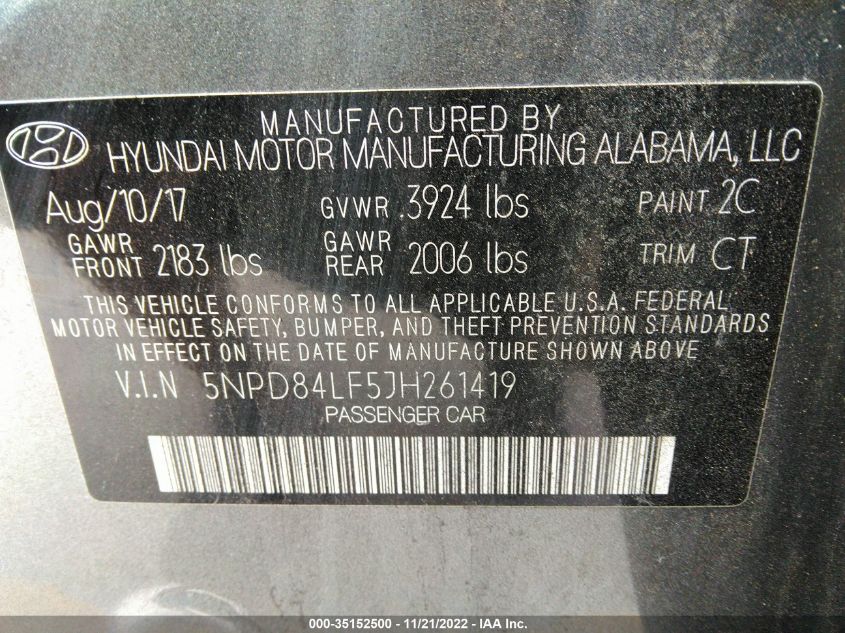 MANUFACTURED BY
HYUNDAI MOTOR MANUFACTURING ALABAMA, LLC
Aug/10/17 GVWR 3924 lbs PAINT 2C
GAWR FRONT 2183 lbs GAWR REAR 2006 lbs TRIM CT
THIS VEHICLE CONFORMS TO ALL APPLICABLE U.S.A. FEDERAL
MOTOR VEHICLE SAFETY, BUMPER, AND THEFT PREVENTION STANDARDS
IN EFFECT ON THE DATE OF MANUFACTURE SHOWN ABOVE
V.I.N 5NPD84LF5JH261419
PASSENGER CAR
000-35152500 - 11/21/2022 - IAA Inc.